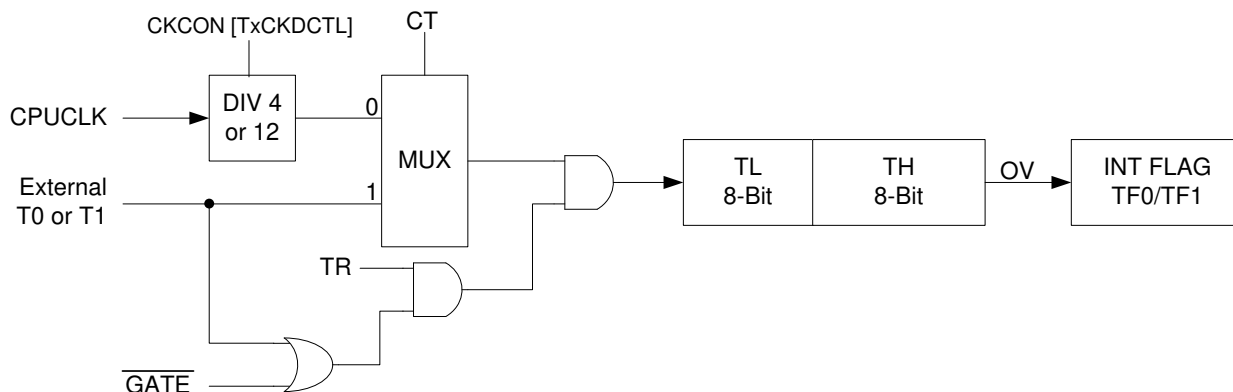 CKCON [TxCKDCTL]
CT
CPUCLK
DIV 4
or 12
0
MUX
External
T0 or T1
1
TL
8-Bit
TH
8-Bit
OV
INT FLAG
TF0/TF1
TR
GATE